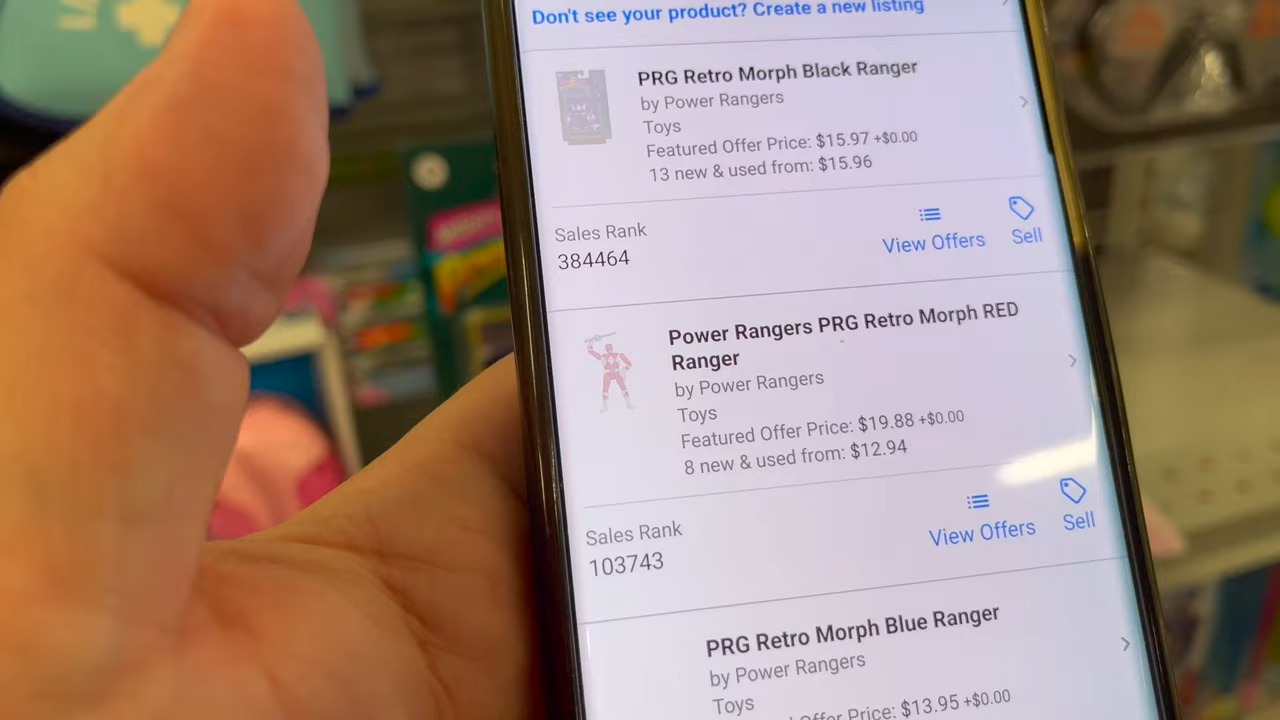 Don't see your product? Create a new listing
PRG Retro Morph Black Ranger
by Power Rangers
Toys
Featured Offer Price: $15.97 +$0.00
13 new & used from: $15.96
Sales Rank
384464
View Offers
Sell
Power Rangers PRG Retro Morph RED
Ranger
by Power Rangers
Toys
Featured Offer Price: $19.88 +$0.00
8 new & used from: $12.94
Sales Rank
103743
View Offers
Sell
PRG Retro Morph Blue Ranger
by Power Rangers
Toys
Offer Price: $13.95 +$0.00